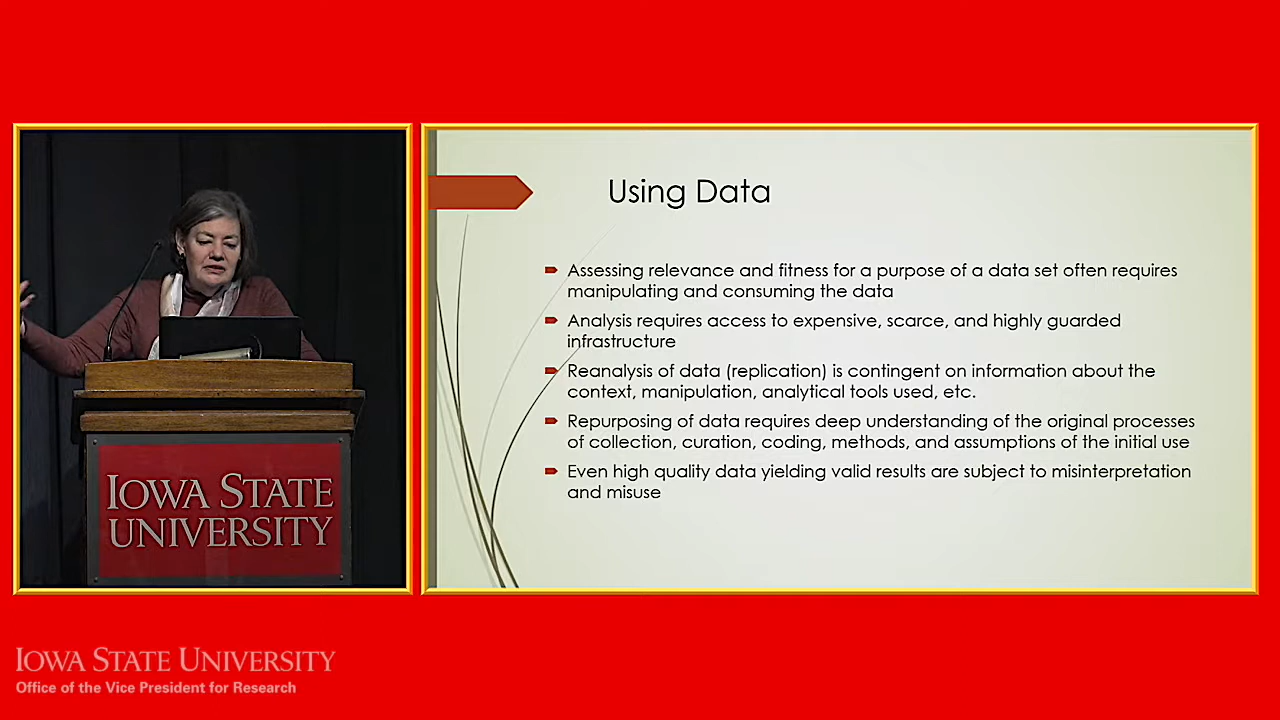 Using Data
Assessing relevance and fitness for a purpose of a data set often requires
manipulating and consuming the data
Analysis requires access to expensive, scarce, and highly guarded
infrastructure
Reanalysis of data (replication) is contingent on information about the
context, manipulation, analytical tools used, etc.
Repurposing of data requires deep understanding of the original processes
of collection, curation, coding, methods, and assumptions of the initial use
Even high quality data yielding valid results are subject to misinterpretation
and misuse
IOWA STATE
UNIVERSITY
IOWA STATE UNIVERSITY
Office of the Vice President for Research